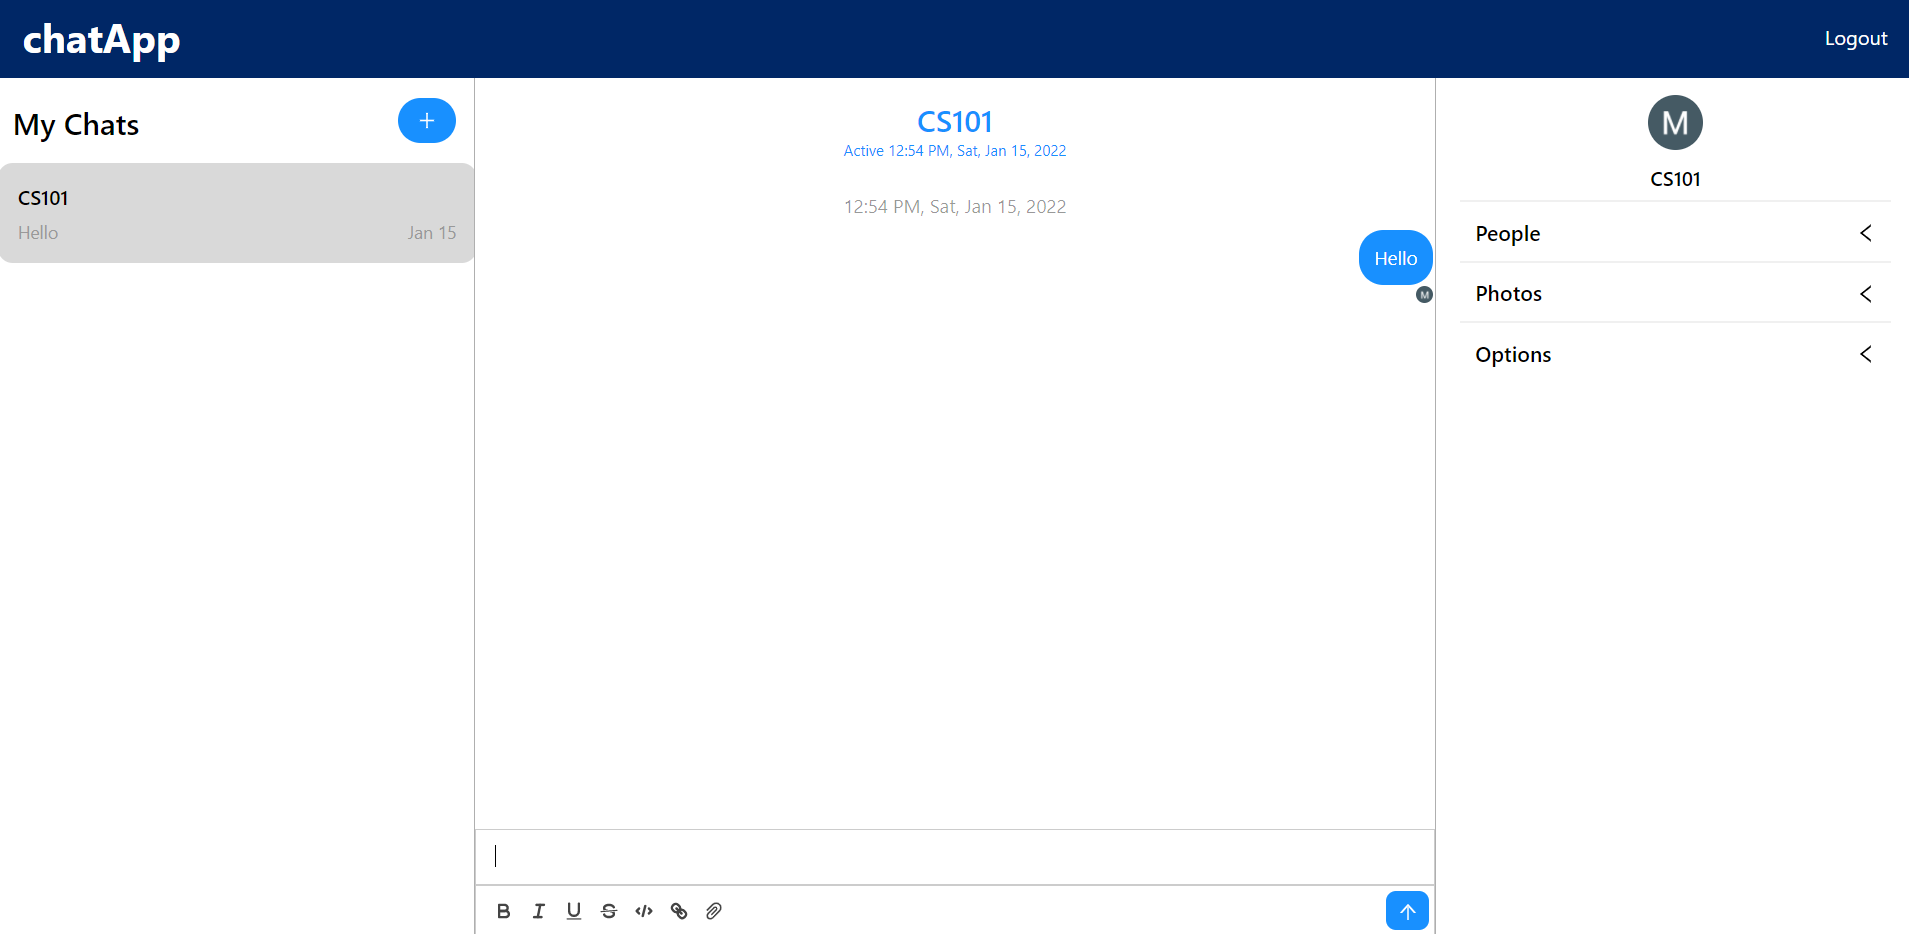 chatApp
Logout
My Chats
+
CS101
Hello
Jan 15
CS101
Active 12:54 PM, Sat, Jan 15, 2022
12:54 PM, Sat, Jan 15, 2022
Hello
M
B I U S </>
M
CS101
People
Photos
Options